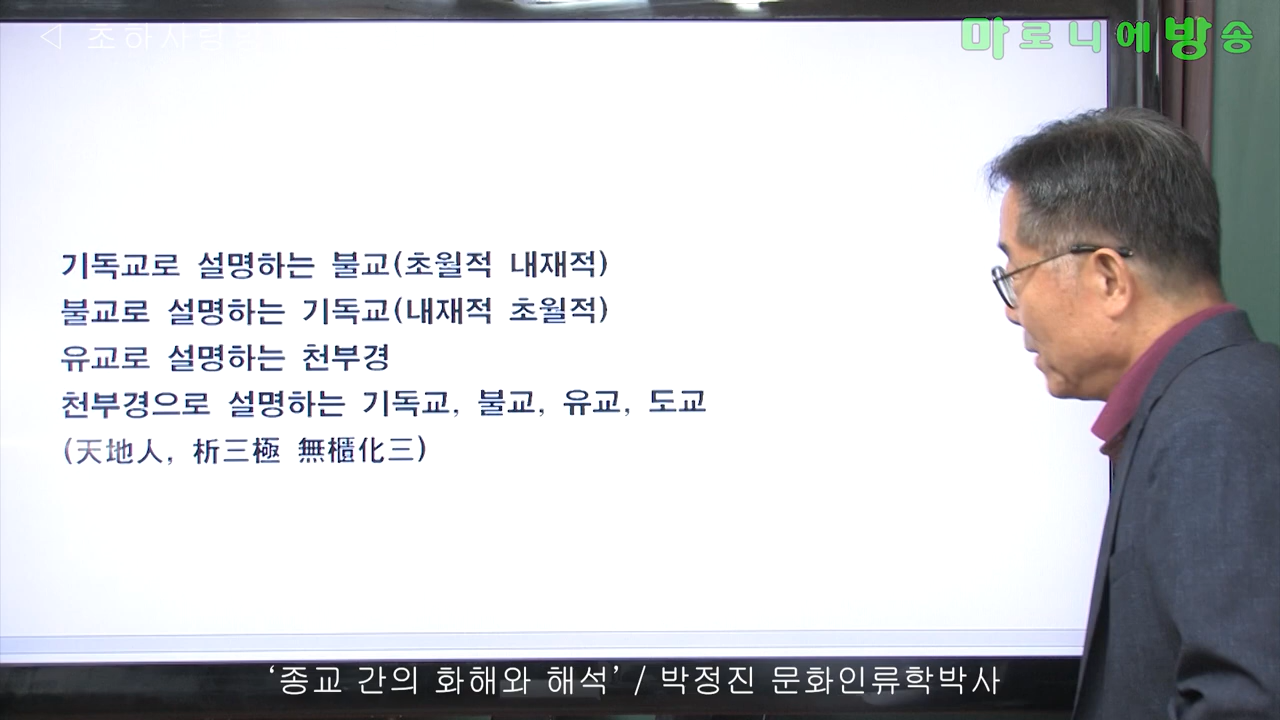 마로니에방송
기독교로 설명하는 불교(초월적 내재적)
불교로 설명하는 기독교(내재적 초월적)
유교로 설명하는 천부경
천부경으로 설명하는 기독교, 불교, 유교, 도교
(天地人, 析三極 無櫃化三)
‘종교 간의 화해와 해석’ / 박정진 문화인류학박사